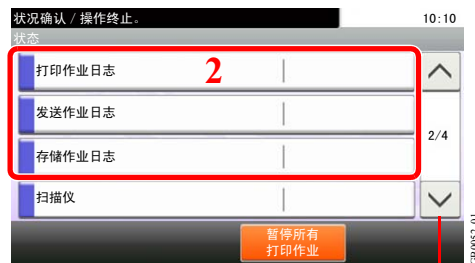 状况确认 / 操作终止。 10:10
状态
打印作业日志 2
发送作业日志
2/4
存储作业日志
扫描仪
暂停所有
打印作业